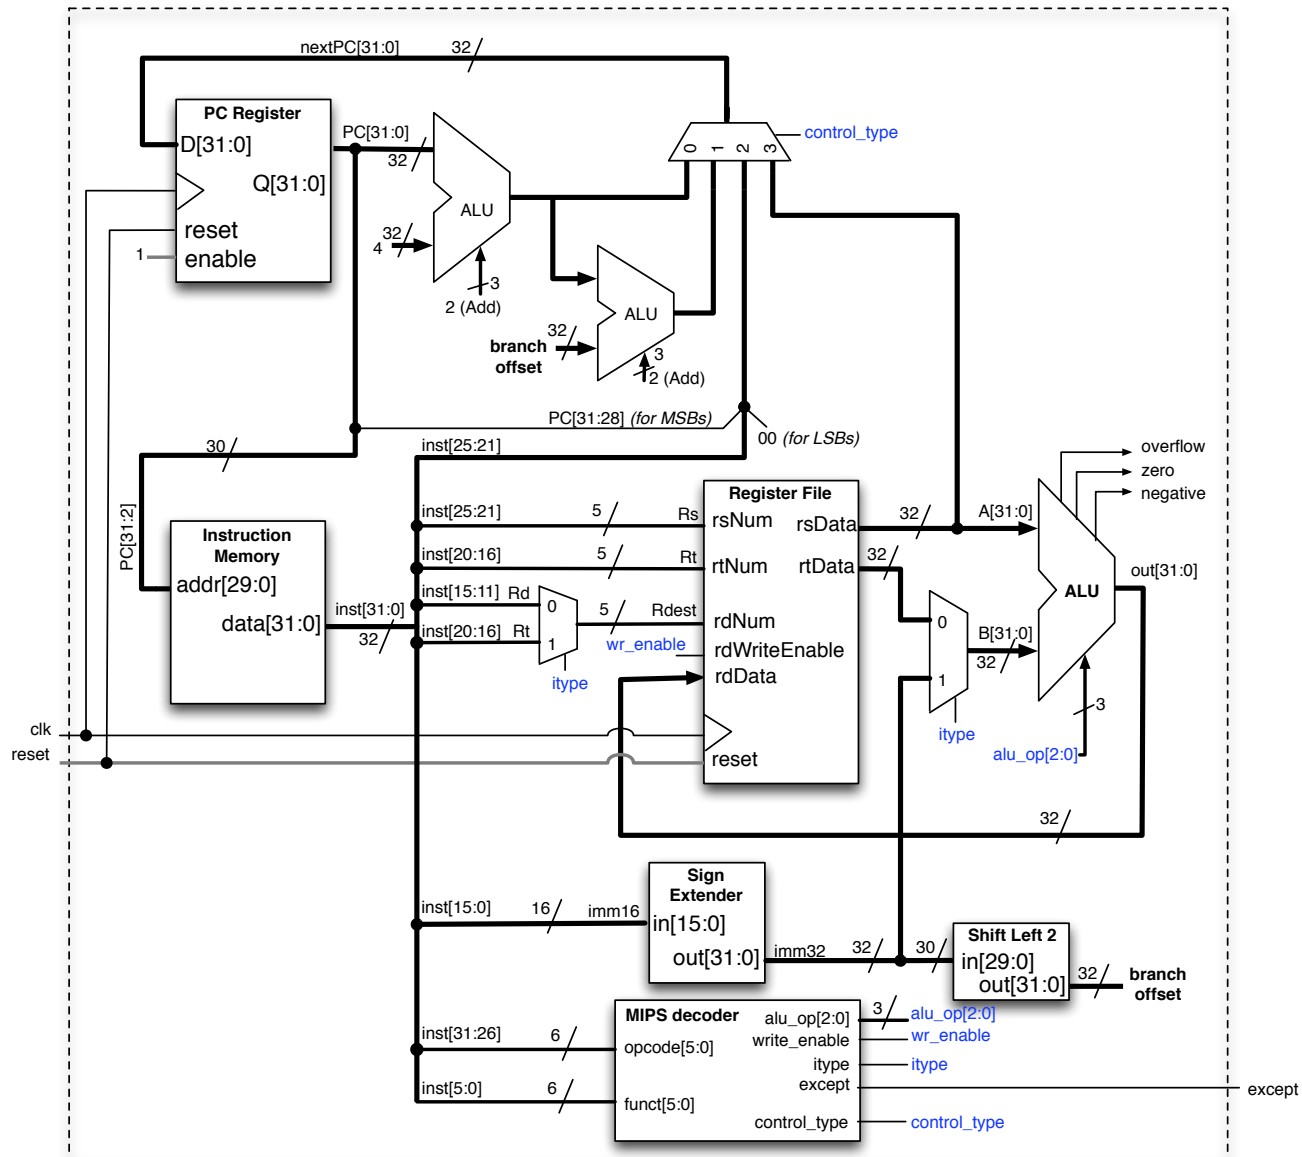 nextPC[31:0]
32
PC Register
D[31:0]
Q[31:0]
reset
enable
1
PC[31:0]
32
ALU
4
32
3
2 (Add)
0
1
2
3
control_type
ALU
32
branch
offset
3
2 (Add)
PC[31:28] (for MSBs)
00 (for LSBs)
30
PC[31:2]
inst[25:21]
Instruction
Memory
addr[29:0]
data[31:0]
inst[31:0]
32
inst[25:21]
5
Rs
inst[20:16]
5
Rt
inst[15:11]
Rd
inst[20:16]
Rt
0
1
itype
5
Rdest
wr_enable
Register File
rsNum
rsData
rtNum
rtData
rdNum
rdWriteEnable
rdData
reset
32
32
0
1
itype
A[31:0]
B[31:0]
32
ALU
overflow
zero
negative
out[31:0]
3
alu_op[2:0]
32
clk
reset
inst[15:0]
16
imm16
Sign
Extender
in[15:0]
out[31:0]
imm32
32
30
Shift Left 2
in[29:0]
out[31:0]
32
branch
offset
inst[31:26]
6
inst[5:0]
6
MIPS decoder
opcode[5:0]
funct[5:0]
alu_op[2:0]
write_enable
itype
except
control_type
3
alu_op[2:0]
wr_enable
itype
except
control_type